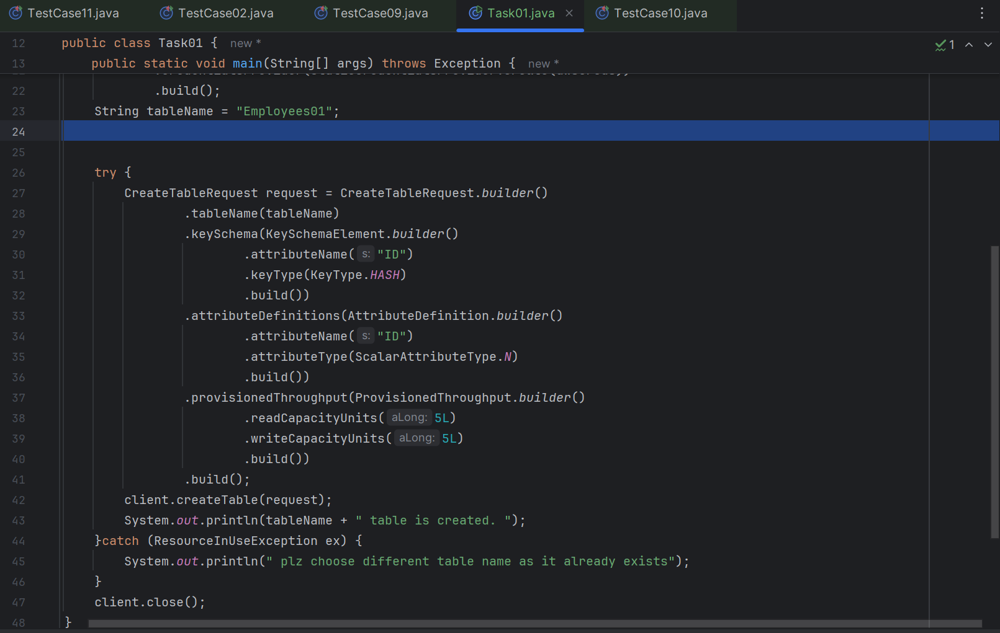 TestCase11.java TestCase02.java TestCase09.java Task01.java TestCase10.java
12 public class Task01 { new *
1
13 public static void main(String[] args) throws Exception { new *
22 .build();
23 String tableName = "Employees01";
24
25
26 try {
27 CreateTableRequest request = CreateTableRequest.builder()
28 .tableName(tableName)
29 .keySchema(KeySchemaElement.builder()
30 .attributeName( s: "ID")
31 .keyType(KeyType.HASH)
32 .build())
33 .attributeDefinitions(AttributeDefinition.builder()
34 .attributeName( s: "ID")
35 .attributeType(ScalarAttributeType.N)
36 .build())
37 .provisionedThroughput(ProvisionedThroughput.builder()
38 .readCapacityUnits( aLong: 5L)
39 .writeCapacityUnits( aLong: 5L)
40 .build())
41 .build();
42 client.createTable(request);
43 System.out.println(tableName + " table is created. ");
44 }catch (ResourceInUseException ex) {
45 System.out.println(" plz choose different table name as it already exists");
46 }
47 client.close();
48 }